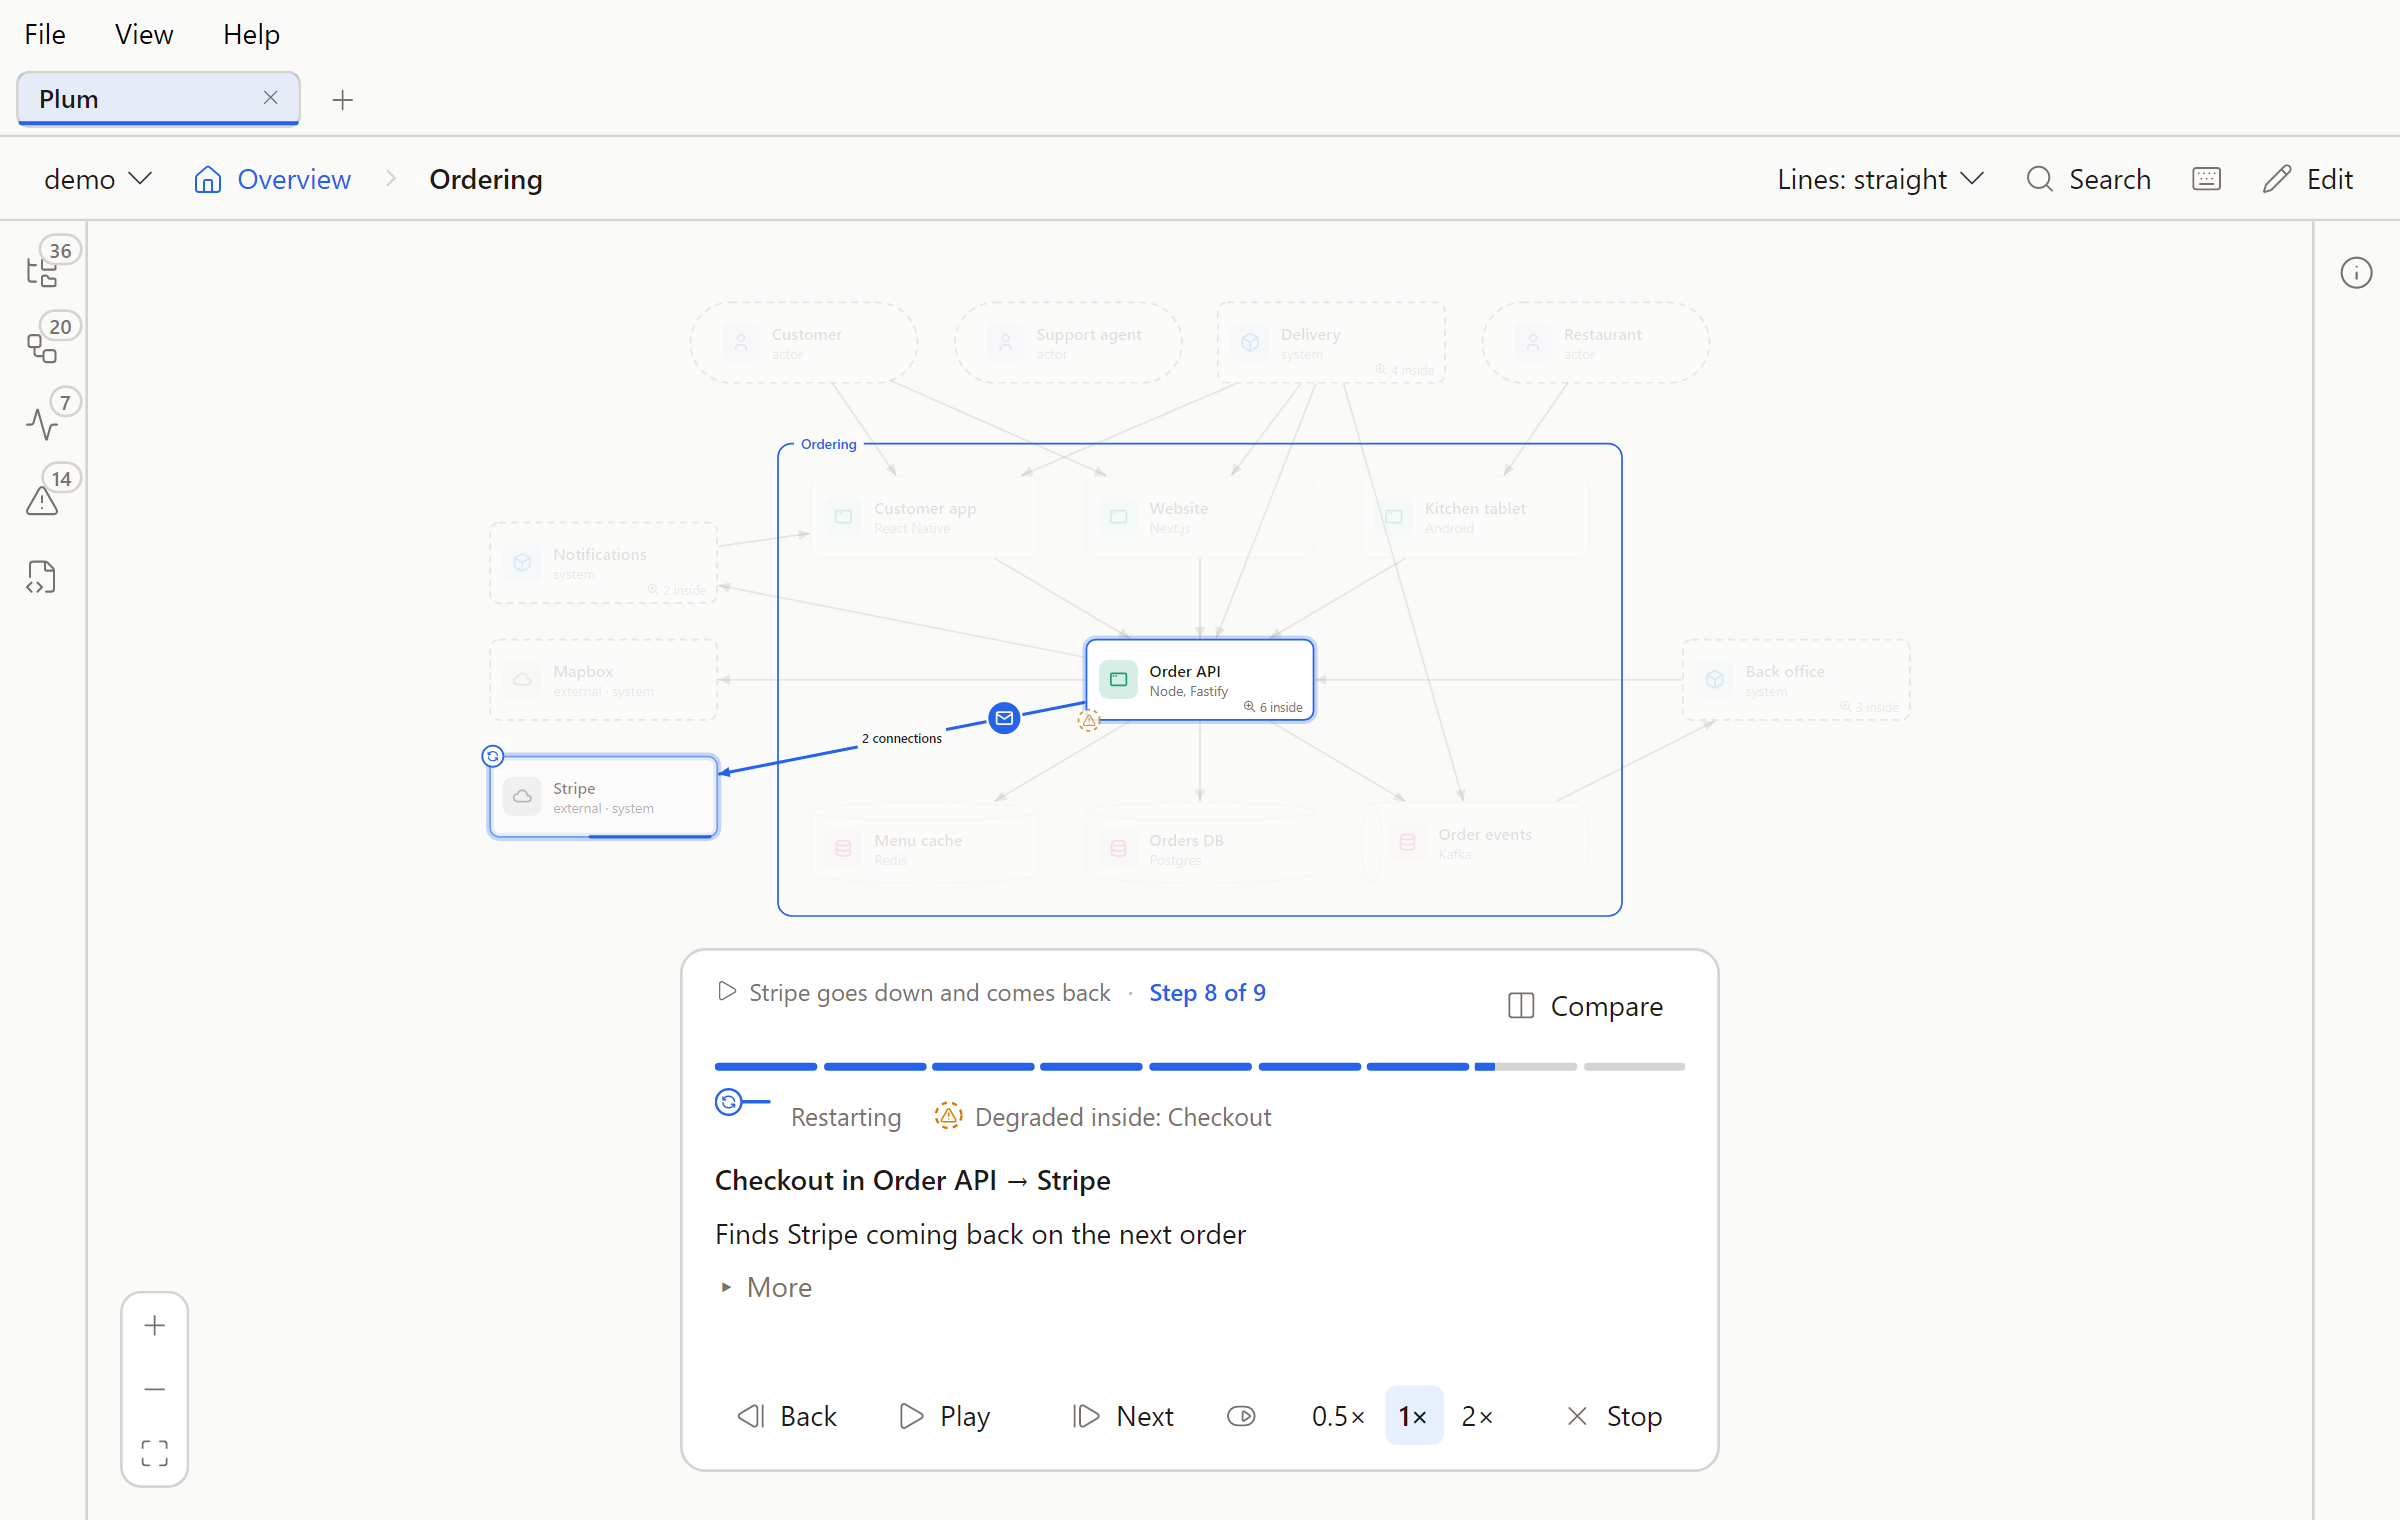 File View Help
Plum
demo Overview Ordering Lines: straight Search Edit
36
20
7
14
Customer
actor
Support agent
actor
Delivery
system
4 inside
Restaurant
actor
Ordering
Customer app
React Native
Website
Next.js
Kitchen tablet
Android
Notifications
system
2 inside
Mapbox
external · system
Order API
Node, Fastify
6 inside
Back office
system
3 inside
2 connections
Stripe
external · system
Menu cache
Redis
Orders DB
Postgres
Order events
Kafka
Stripe goes down and comes back · Step 8 of 9
Compare
Restarting Degraded inside: Checkout
Checkout in Order API → Stripe
Finds Stripe coming back on the next order
More
Back Play Next 0.5× 1× 2× Stop